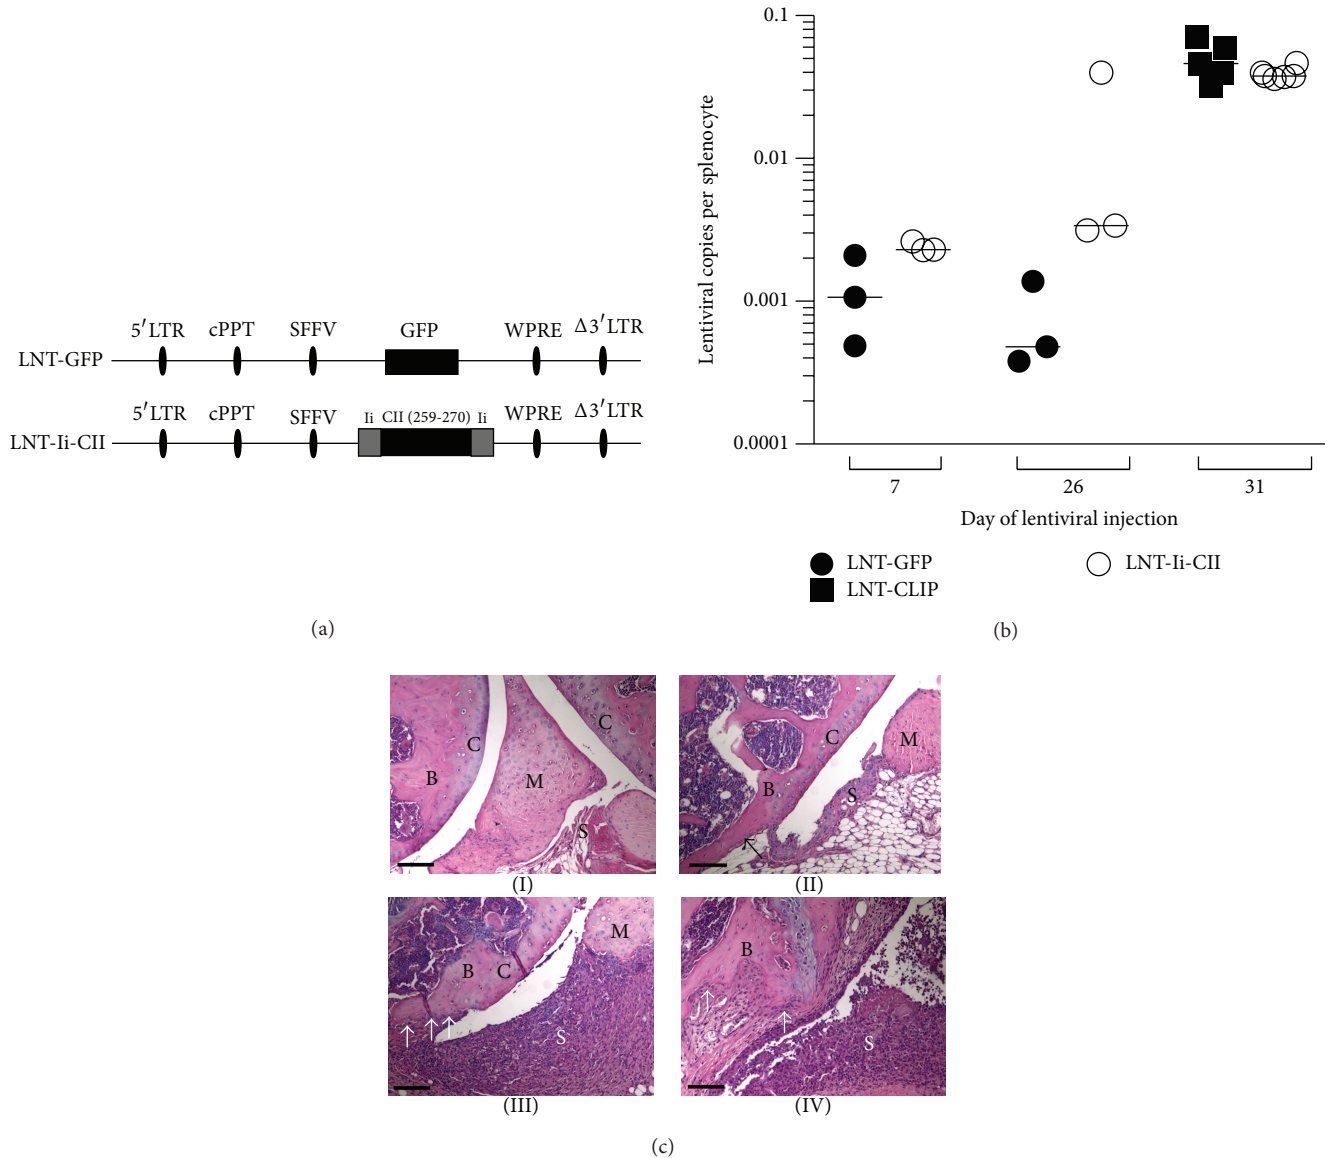 5′LTR cPPT SFFV GFP WPRE Δ3′LTR
LNT-GFP
5′LTR cPPT SFFV Ii CII (259-270) Ii WPRE Δ3′LTR
LNT-Ii-CII
(a)
Lentiviral copies per splenocyte
0.1
0.01
0.001
0.0001
7 26 31
Day of lentiviral injection
LNT-GFP LNT-Ii-CII
LNT-CLIP
(b)
C C B M S
(I)
C M B S
(II)
M B C S
(III)
B S
(IV)
(c)